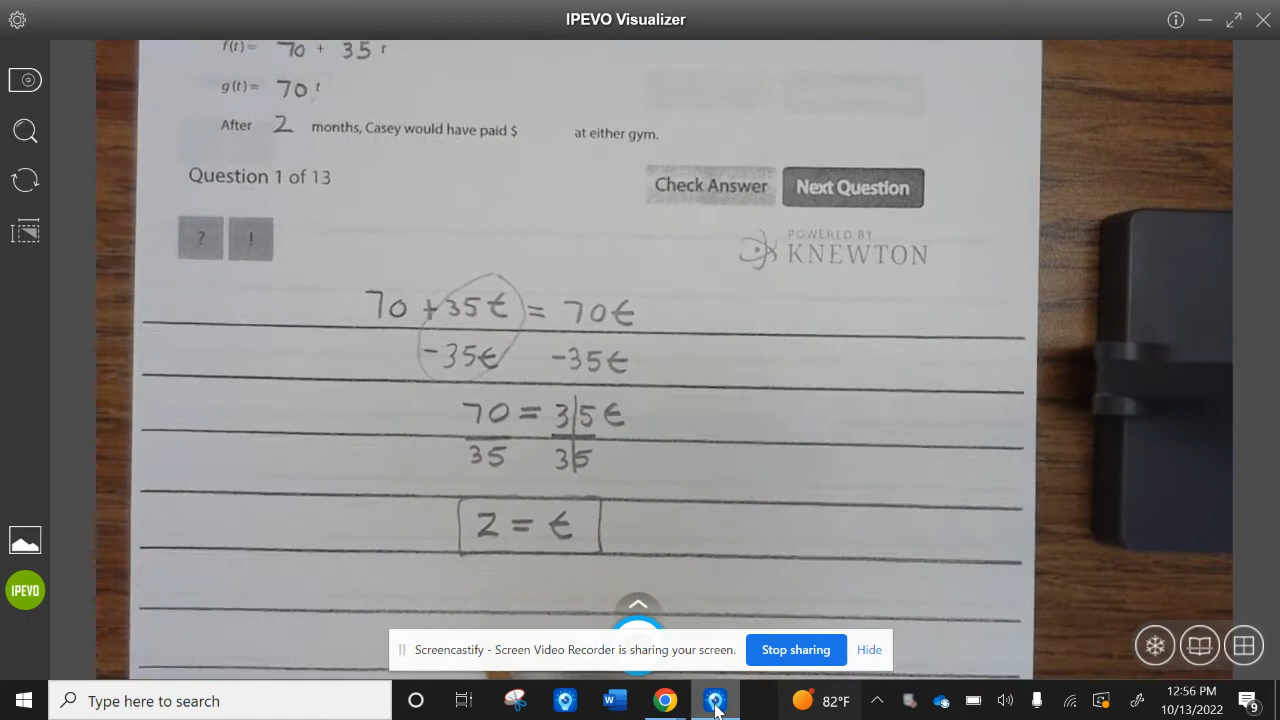 IPEVO Visualizer
f(t) = 70 + 35 t
g(t) = 70 t
After 2 months, Casey would have paid $ at either gym.
Question 1 of 13
Check Answer
Next Question
?
!
POWERED BY
KNEWTON
70 + 35t = 70t
-35t -35t
70 = 35t
35 35
2 = t
IPEVO
Screencastify - Screen Video Recorder is sharing your screen.
Stop sharing
Hide
Type here to search
W
82°F
12:56 PM
10/13/2022
9